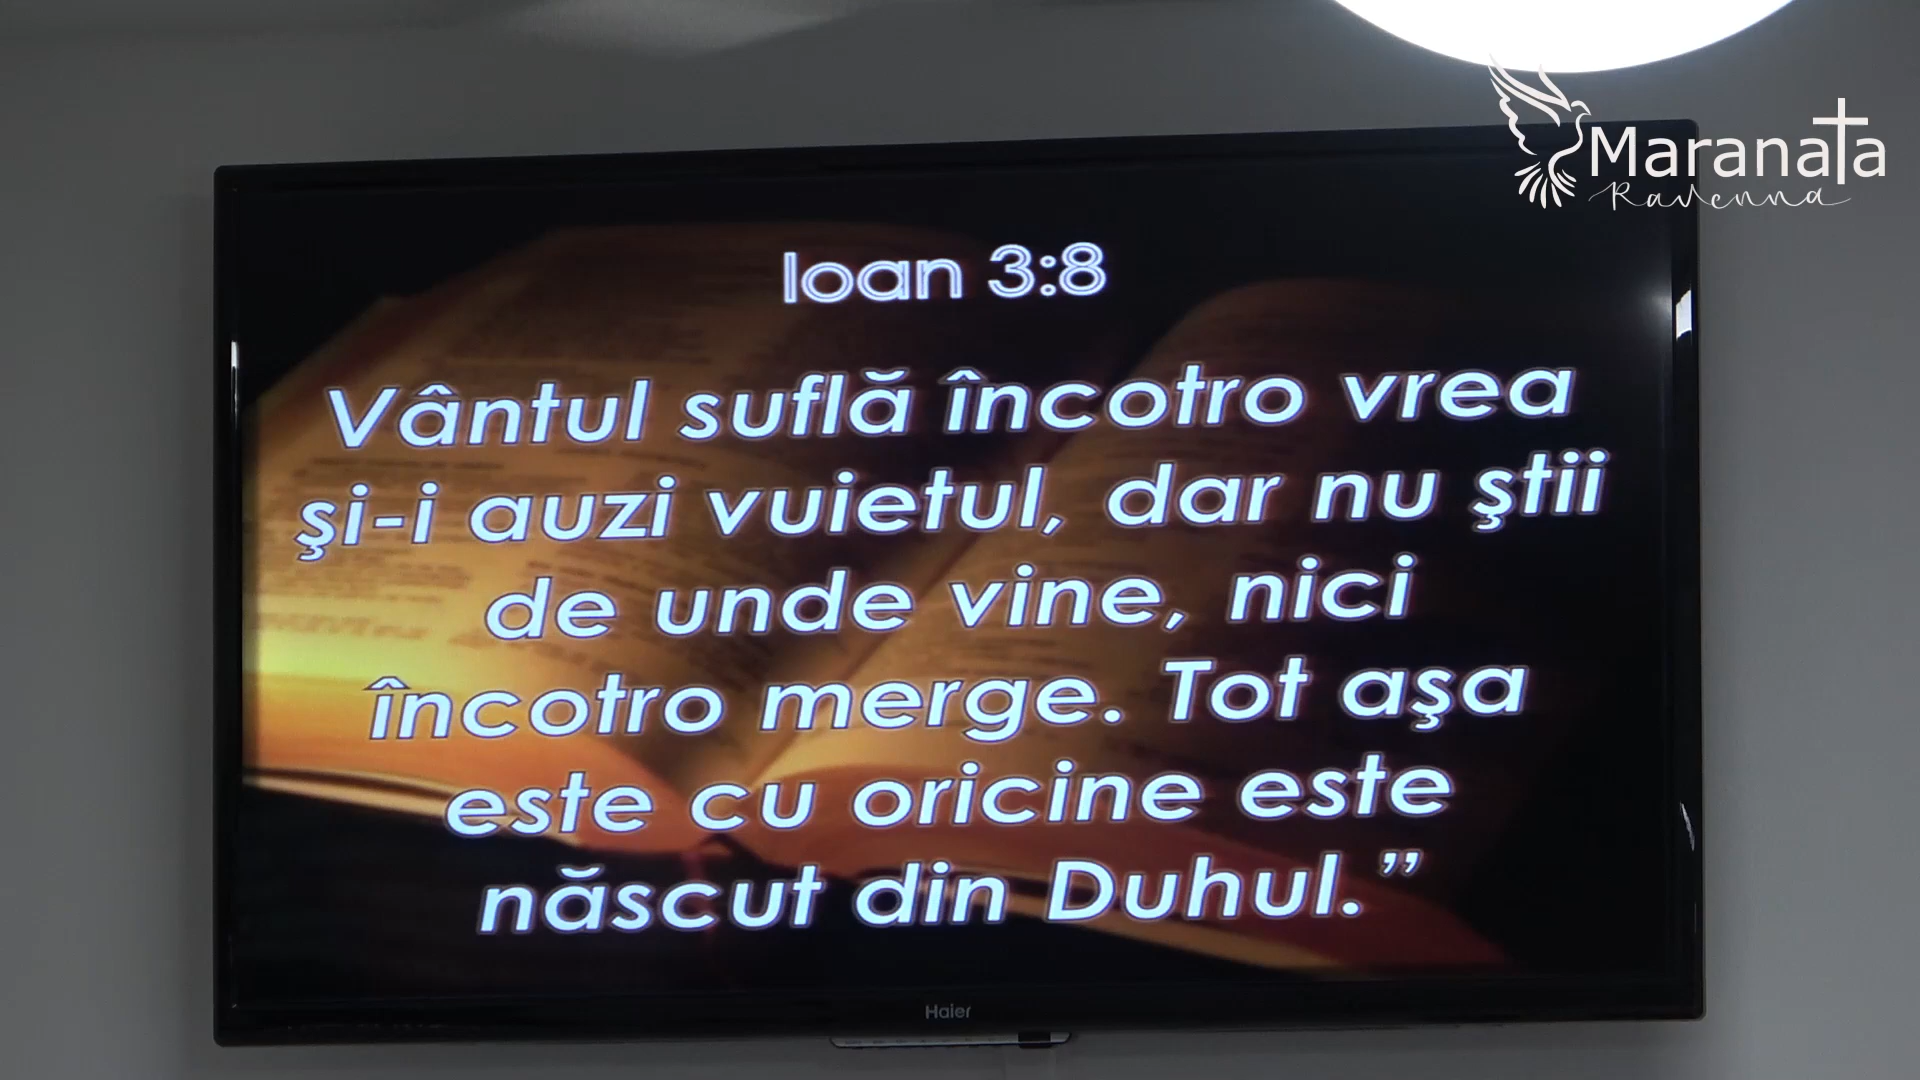 Maranata
Ravenna
Ioan 3:8
Vântul suflă încotro vrea
şi-i auzi vuietul, dar nu ştii
de unde vine, nici
încotro merge. Tot aşa
este cu oricine este
născut din Duhul.”
Haier